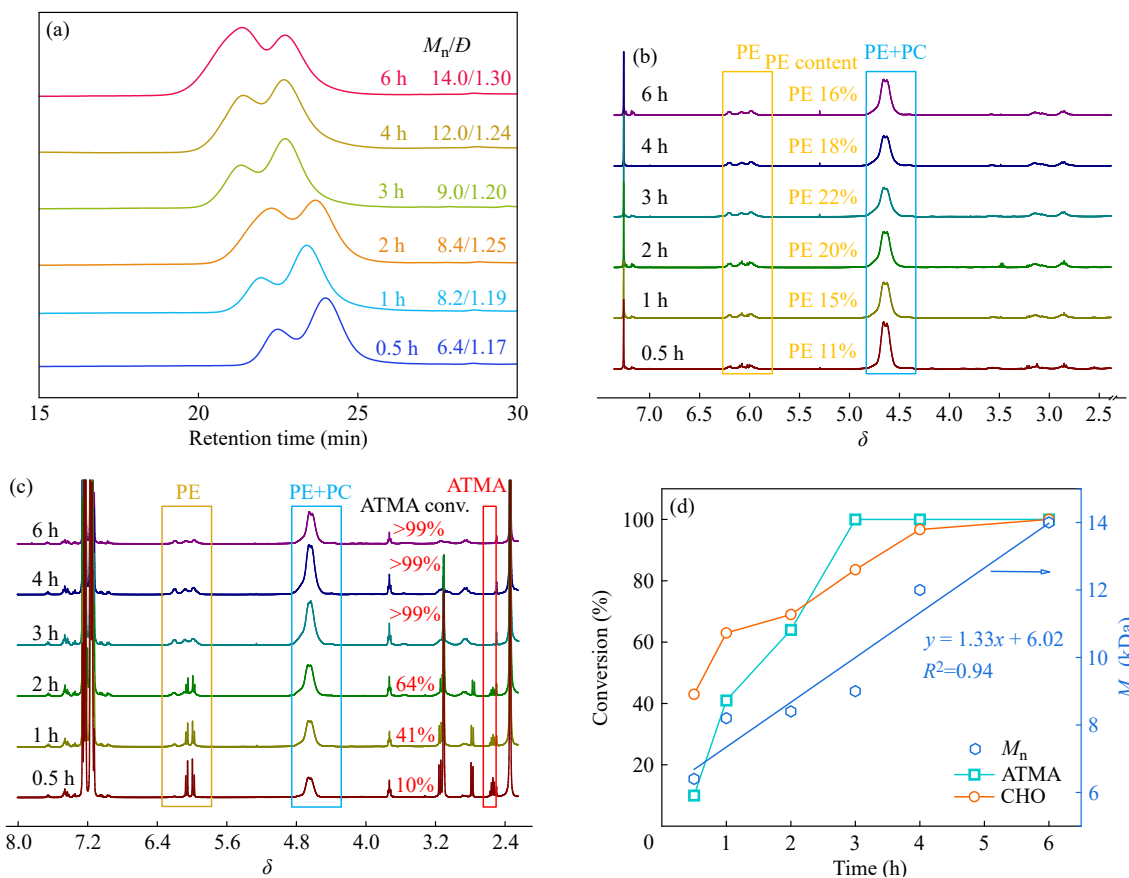 (a)
Mn/Đ
6 h 14.0/1.30
4 h 12.0/1.24
3 h 9.0/1.20
2 h 8.4/1.25
1 h 8.2/1.19
0.5 h 6.4/1.17
15 20 25 30
Retention time (min)
(b)
PE PE content PE+PC
6 h PE 16%
4 h PE 18%
3 h PE 22%
2 h PE 20%
1 h PE 15%
0.5 h PE 11%
7.0 6.5 6.0 5.5 5.0 4.5 4.0 3.5 3.0 2.5
δ
(c)
PE PE+PC ATMA
ATMA conv.
6 h >99%
4 h >99%
3 h >99%
2 h 64%
1 h 41%
0.5 h 10%
8.0 7.2 6.4 5.6 4.8 4.0 3.2 2.4
δ
(d)
Conversion (%)
100
80
60
40
20
0
14
12
10
8
6
(kDa)
y = 1.33x + 6.02
R²=0.94
Mn
ATMA
CHO
1 2 3 4 5 6
Time (h)